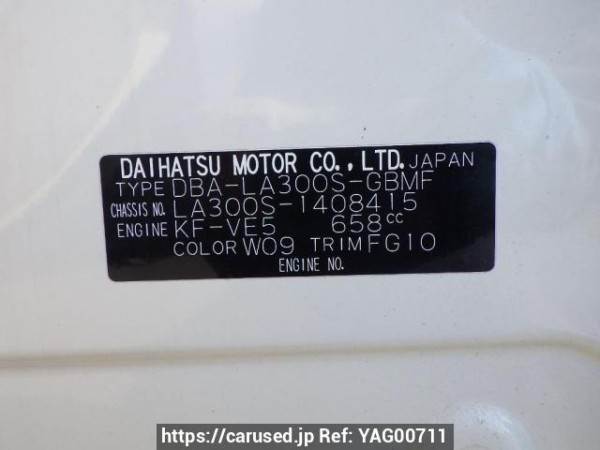 DAIHATSU MOTOR CO., LTD. JAPAN
TYPE DBA-LA300S-GBMF
CHASSIS NO. LA300S-1408415
ENGINE KF-VE5 658cc
COLOR W09 TRIM FG10
ENGINE NO.
https://carused.jp Ref: YAG00711